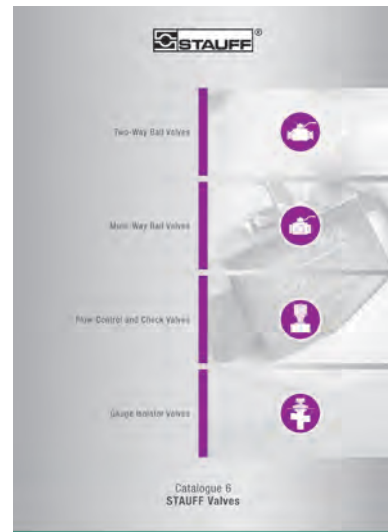 STAUFF®
Two-Way Ball Valves
Multi-Way Ball Valves
Flow Control and Check Valves
Gauge Isolator Valves
Catalogue 6
STAUFF Valves